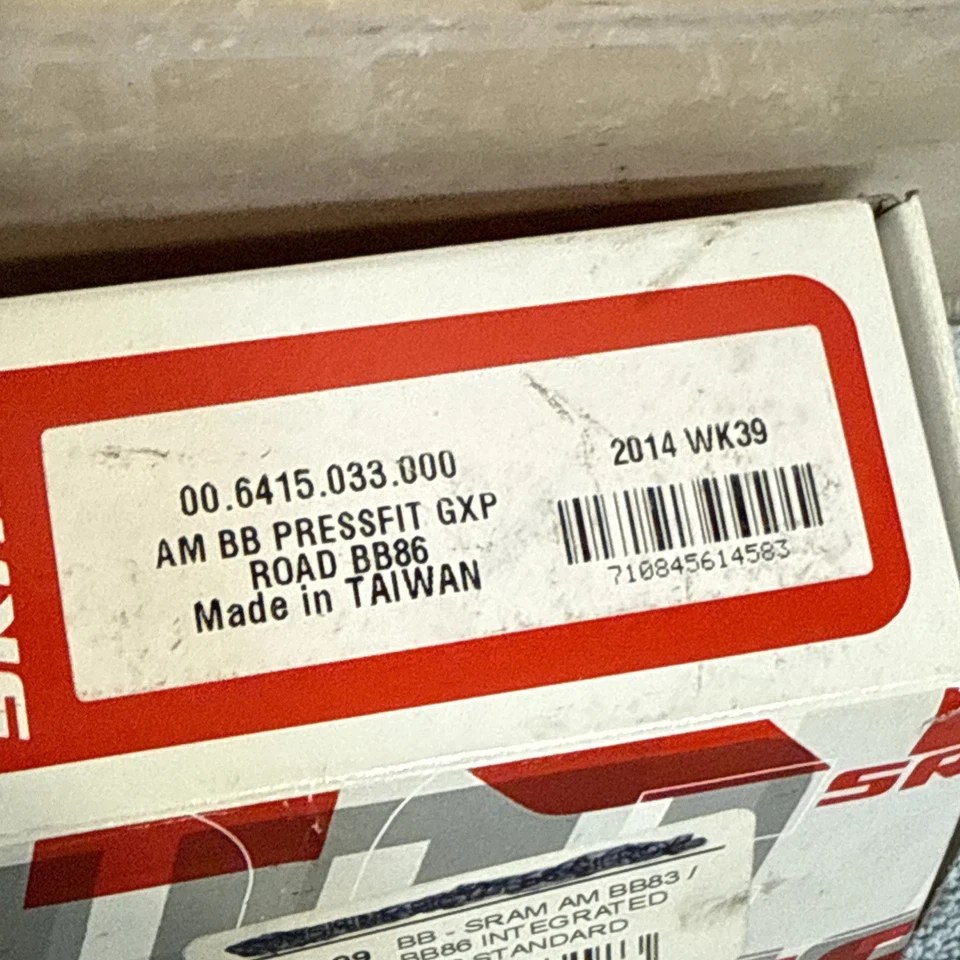 SRAM
00.6415.033.000
AM BB PRESSFIT GXP
ROAD BB86
Made in TAIWAN
2014 WK39
710845614583
SR
BB - SRAM AM BB83 /
BB86 INTEGRATED
STANDARD